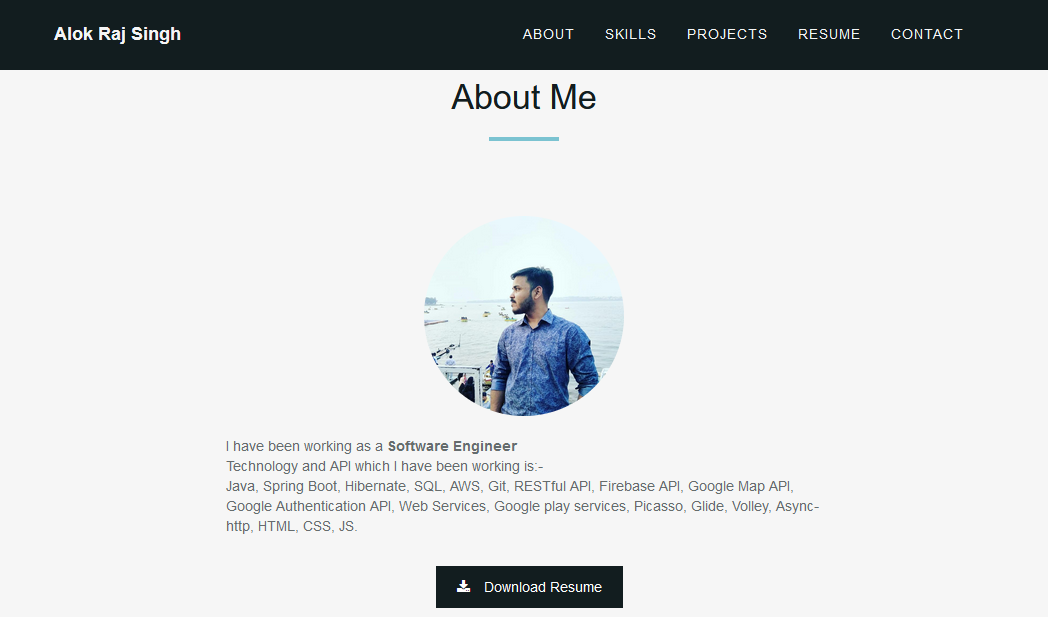 Alok Raj Singh
ABOUT SKILLS PROJECTS RESUME CONTACT
About Me
I have been working as a Software Engineer
Technology and API which I have been working is:-
Java, Spring Boot, Hibernate, SQL, AWS, Git, RESTful API, Firebase API, Google Map API,
Google Authentication API, Web Services, Google play services, Picasso, Glide, Volley, Async-
http, HTML, CSS, JS.
Download Resume